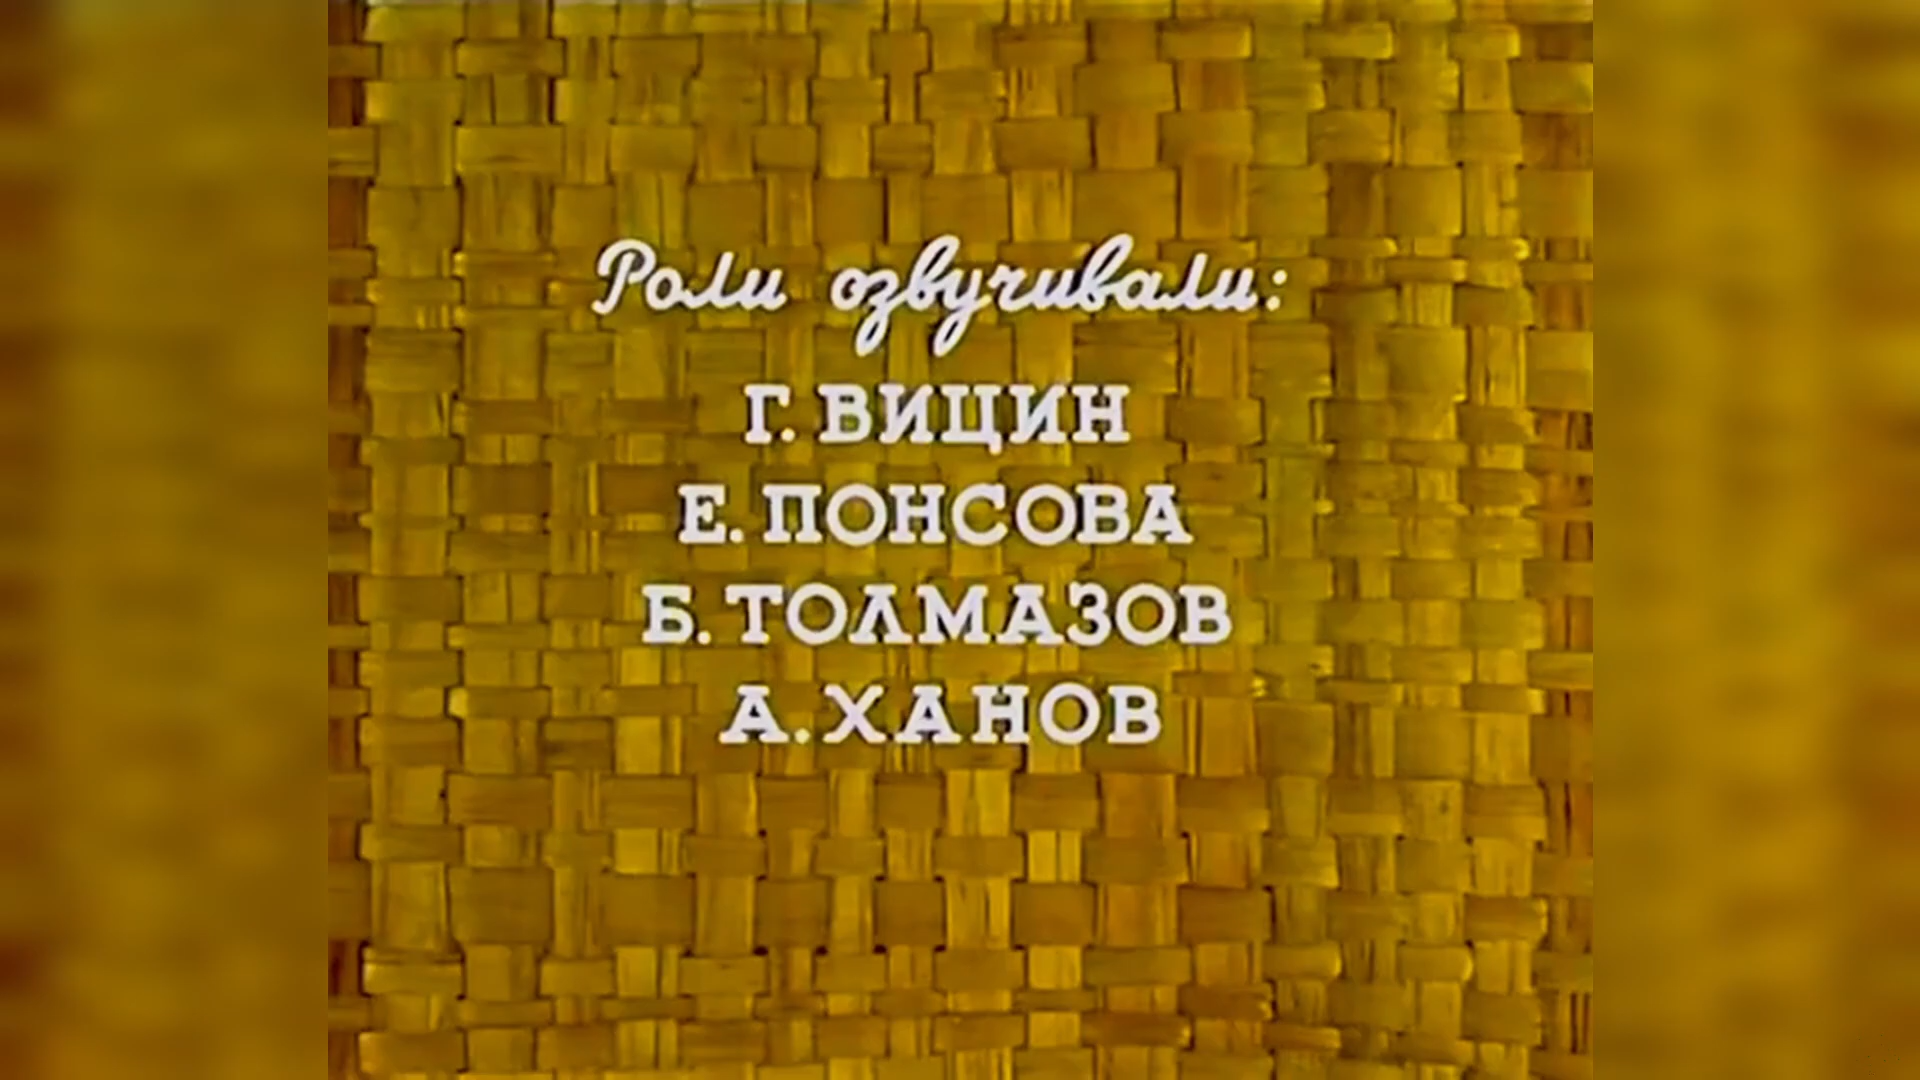 Роли озвучивали:
Г. ВИЦИН
Е. ПОНСОВА
Б. ТОЛМАЗОВ
А. ХАНОВ